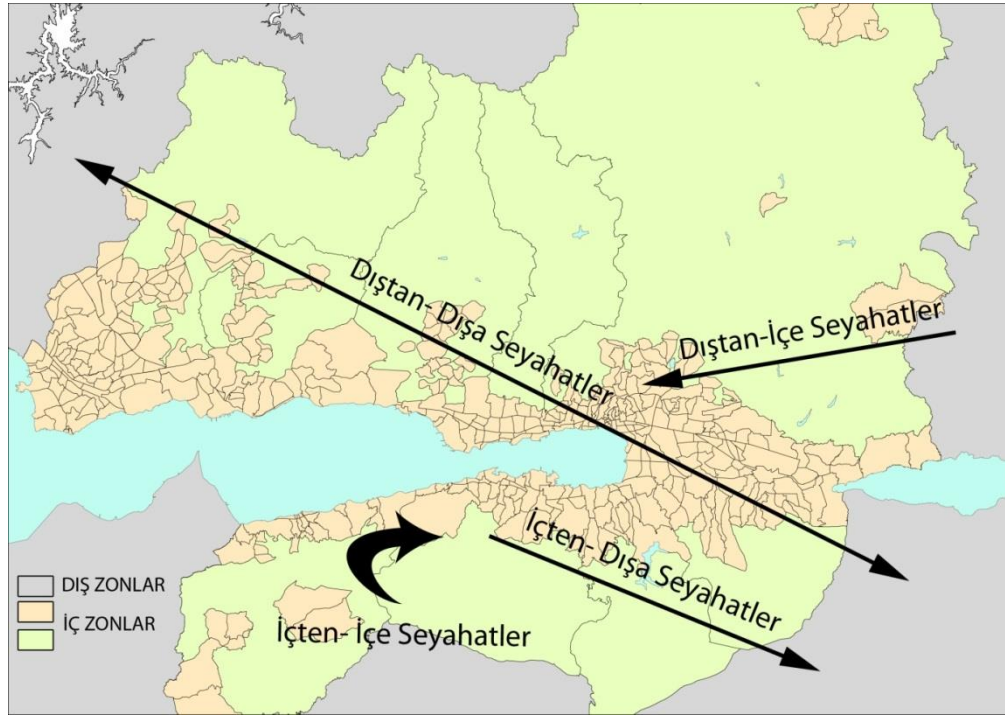 Dıştan- Dışa Seyahatler
Dıştan-İçe Seyahatler
İçten- Dışa Seyahatler
İçten- İçe Seyahatler
DIŞ ZONLAR
İÇ ZONLAR